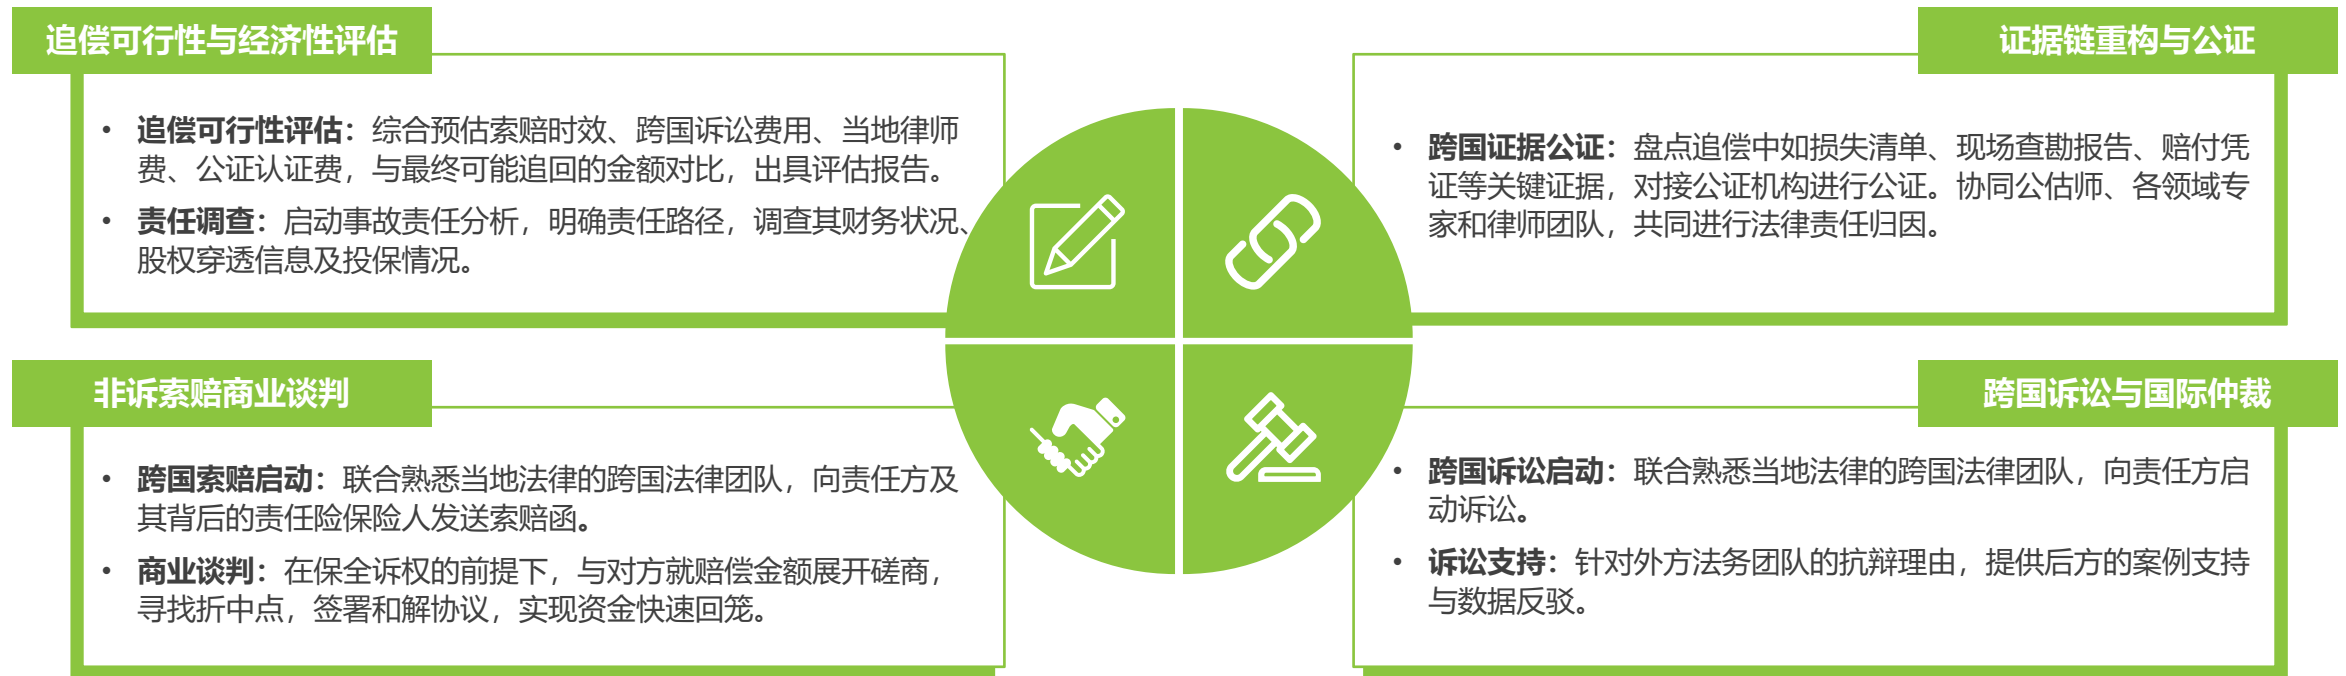 追偿可行性与经济性评估
• 追偿可行性评估：综合预估索赔时效、跨国诉讼费用、当地律师
费、公证认证费，与最终可能追回的金额对比，出具评估报告。
• 责任调查：启动事故责任分析，明确责任路径，调查其财务状况、
股权穿透信息及投保情况。
证据链重构与公证
• 跨国证据公证：盘点追偿中如损失清单、现场查勘报告、赔付凭
证等关键证据，对接公证机构进行公证。协同公估师、各领域专
家和律师团队，共同进行法律责任归因。
非诉索赔商业谈判
• 跨国索赔启动：联合熟悉当地法律的跨国法律团队，向责任方及
其背后的责任险保险人发送索赔函。
• 商业谈判：在保全诉权的前提下，与对方就赔偿金额展开磋商，
寻找折中点，签署和解协议，实现资金快速回笼。
跨国诉讼与国际仲裁
• 跨国诉讼启动：联合熟悉当地法律的跨国法律团队，向责任方启
动诉讼。
• 诉讼支持：针对外方法务团队的抗辩理由，提供后方的案例支持
与数据反驳。